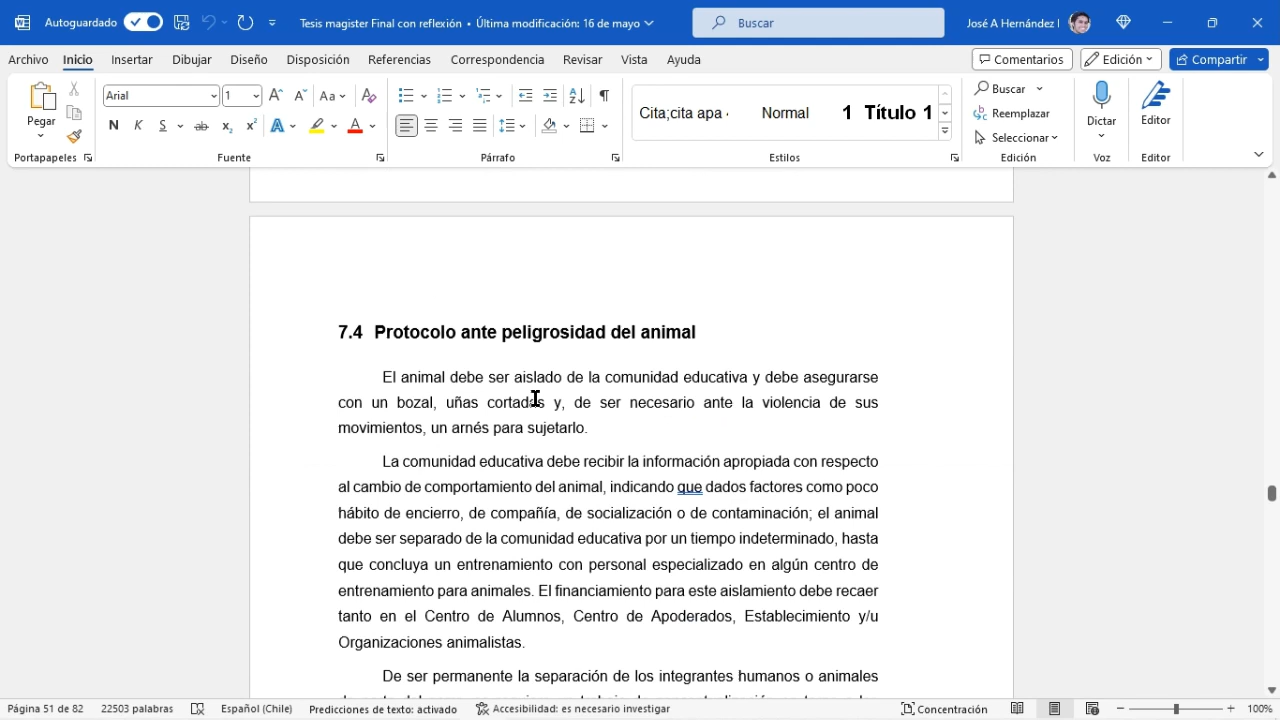 Autoguardado
Tesis magister Final con reflexión • Última modificación: 16 de mayo
Buscar
José A Hernández I
Archivo Inicio Insertar Dibujar Diseño Disposición Referencias Correspondencia Revisar Vista Ayuda
Comentarios Edición Compartir
Pegar
Arial 1
Aa
N K S ab x₂ x² A A
Cita;cita apa
Normal
1 Título 1
Buscar
Reemplazar
Seleccionar
Dictar
Editor
Portapapeles Fuente Párrafo Estilos Edición Voz Editor
7.4 Protocolo ante peligrosidad del animal
El animal debe ser aislado de la comunidad educativa y debe asegurarse
con un bozal, uñas cortadas y, de ser necesario ante la violencia de sus
movimientos, un arnés para sujetarlo.
La comunidad educativa debe recibir la información apropiada con respecto
al cambio de comportamiento del animal, indicando que dados factores como poco
hábito de encierro, de compañía, de socialización o de contaminación; el animal
debe ser separado de la comunidad educativa por un tiempo indeterminado, hasta
que concluya un entrenamiento con personal especializado en algún centro de
entrenamiento para animales. El financiamiento para este aislamiento debe recaer
tanto en el Centro de Alumnos, Centro de Apoderados, Establecimiento y/u
Organizaciones animalistas.
De ser permanente la separación de los integrantes humanos o animales
Página 51 de 82 22503 palabras Español (Chile) Predicciones de texto: activado Accesibilidad: es necesario investigar Concentración 100%